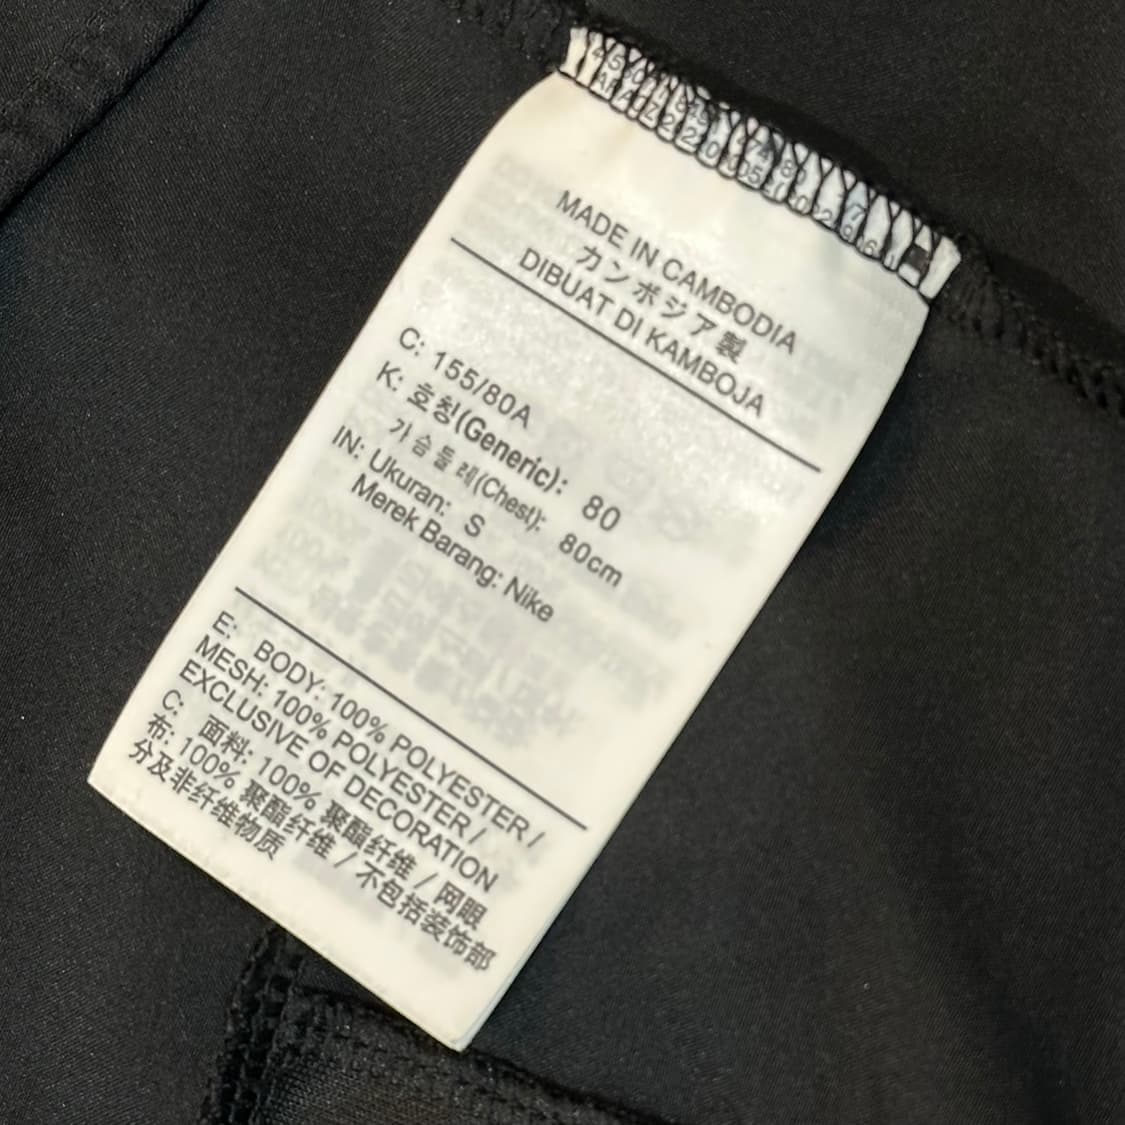 MADE IN CAMBODIA
カンボジア製
DIBUAT DI KAMBOJA
C: 155/80A
K: 호칭(Generic): 80
가슴둘레(Chest): 80cm
IN: Ukuran: S
Merek Barang: Nike
E: BODY: 100% POLYESTER /
MESH: 100% POLYESTER /
EXCLUSIVE OF DECORATION
C: 面料: 100% 聚酯纤维 / 网眼
布: 100% 聚酯纤维 / 不包括装饰部
分及非纤维物质